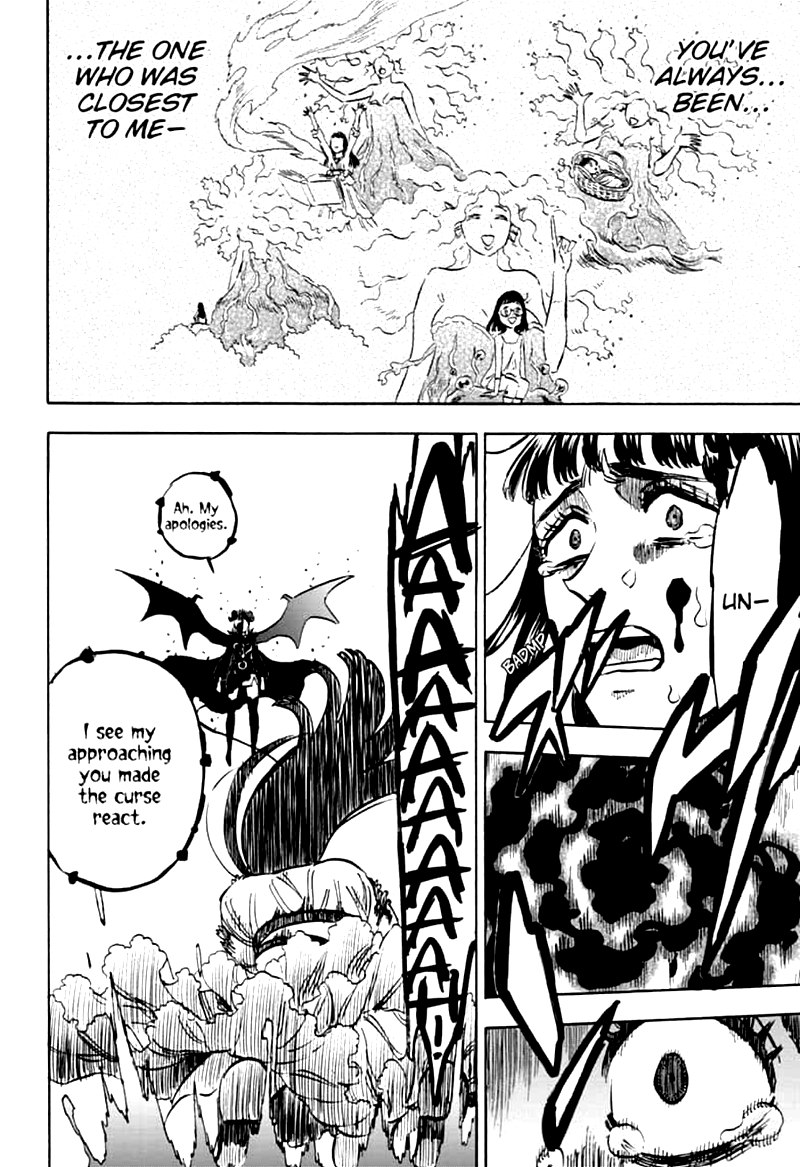 YOU'VE
ALWAYS...
BEEN...
...THE ONE
WHO WAS
CLOSEST
TO ME—
UN—
BADMP
AAAAAAAAAAH!
Ah. My
apologies.
I see my
approaching
you made
the curse
react.